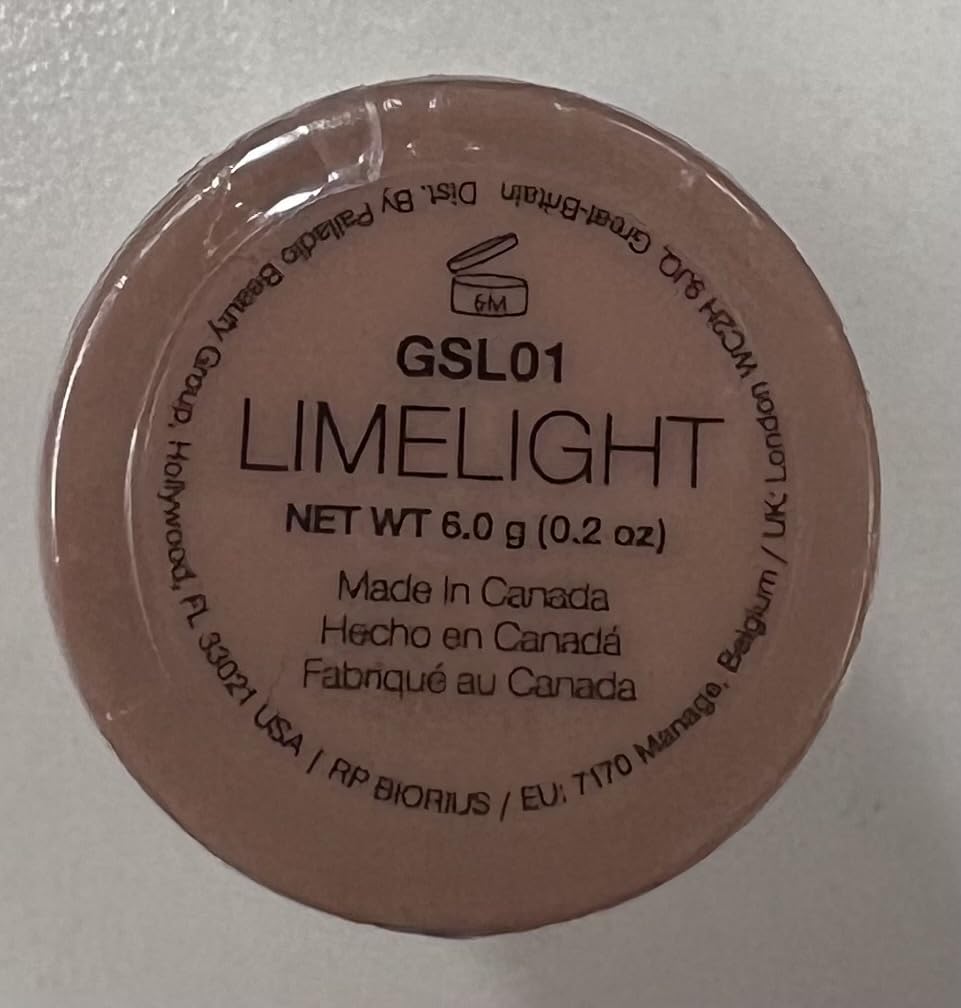 6M
GSL01
LIMELIGHT
NET WT 6.0 g (0.2 oz)
Made In Canada
Hecho en Canadá
Fabriqué au Canada
Dist. By Palladio Beauty Group, Hollywood, FL 33021 USA / RP BIORIUS / EU: 7170 Manage, Belgium / UK: London WC2H 9JQ, Great-Britain